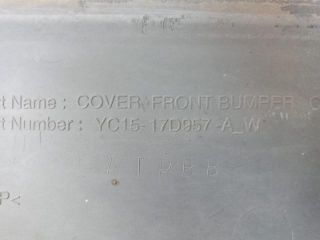 t Name : COVER, FRONT BUMPER, C
t Number : YC15-17D957-A_W
P<